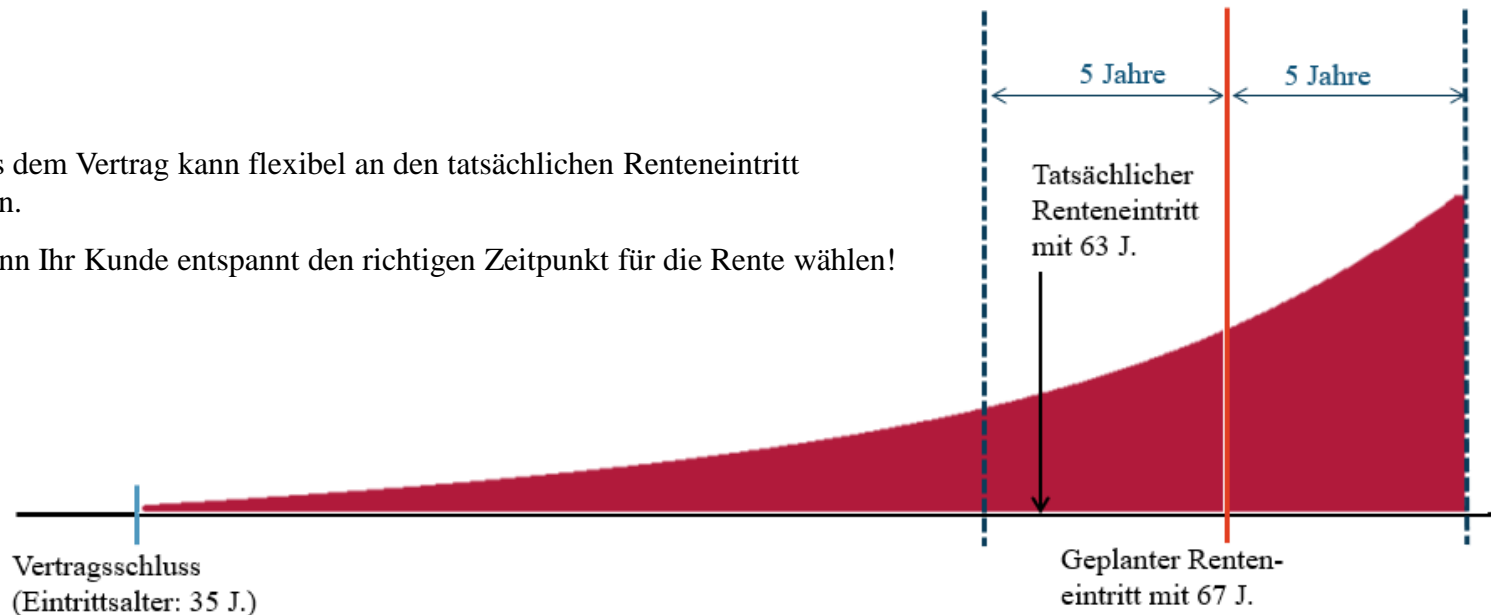 5 Jahre
5 Jahre
dem Vertrag kann flexibel an den tatsächlichen Renteneintritt
Ihr Kunde entspannt den richtigen Zeitpunkt für die Rente wählen!
Tatsächlicher
Renteneintritt
mit 63 J.
Vertragsschluss
(Eintrittsalter: 35 J.)
Geplanter Renten-
eintritt mit 67 J.